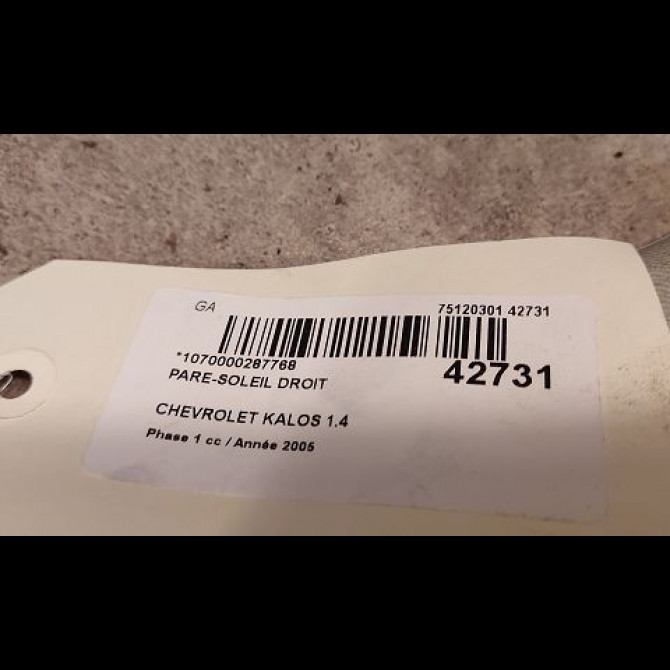 GA 75120301 42731
*1070000287768 42731
PARE-SOLEIL DROIT
CHEVROLET KALOS 1.4
Phase 1 cc / Année 2005